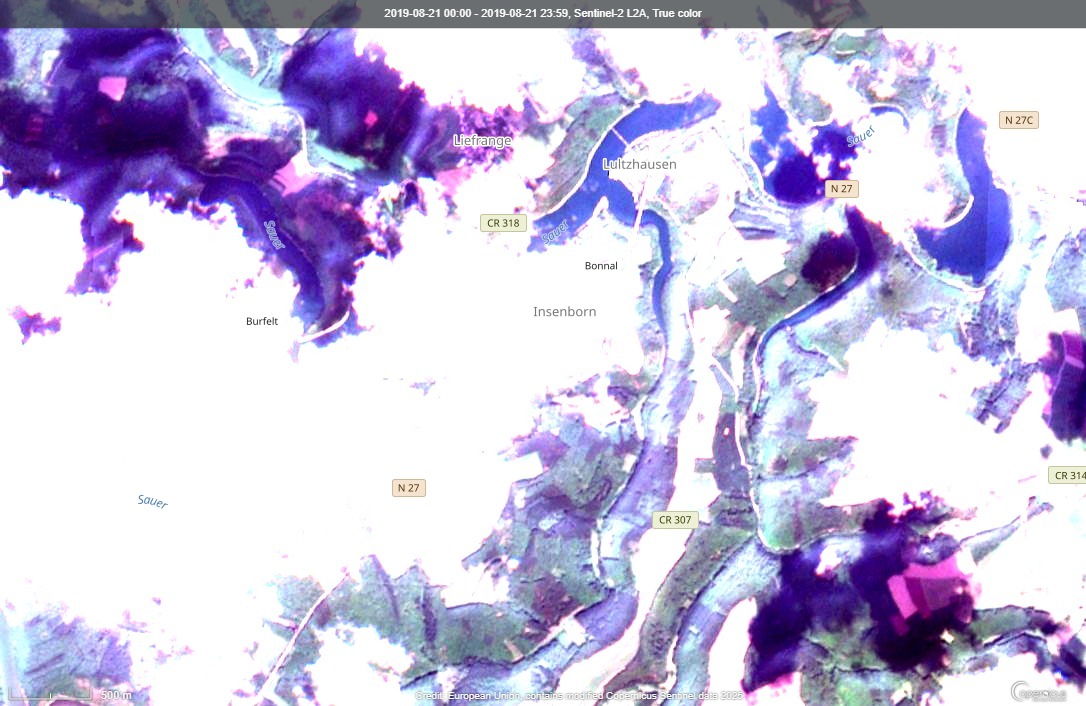 2019-08-21 00:00 - 2019-08-21 23:59, Sentinel-2 L2A, True color
N 27C
Sauer
Liefrange
Lultzhausen
N 27
CR 318
Sauer
Sauer
Bonnal
Insenborn
Burfelt
CR 314
N 27
Sauer
CR 307
500 m
Credit: European Union, contains modified Copernicus Sentinel data 2025
Copernicus